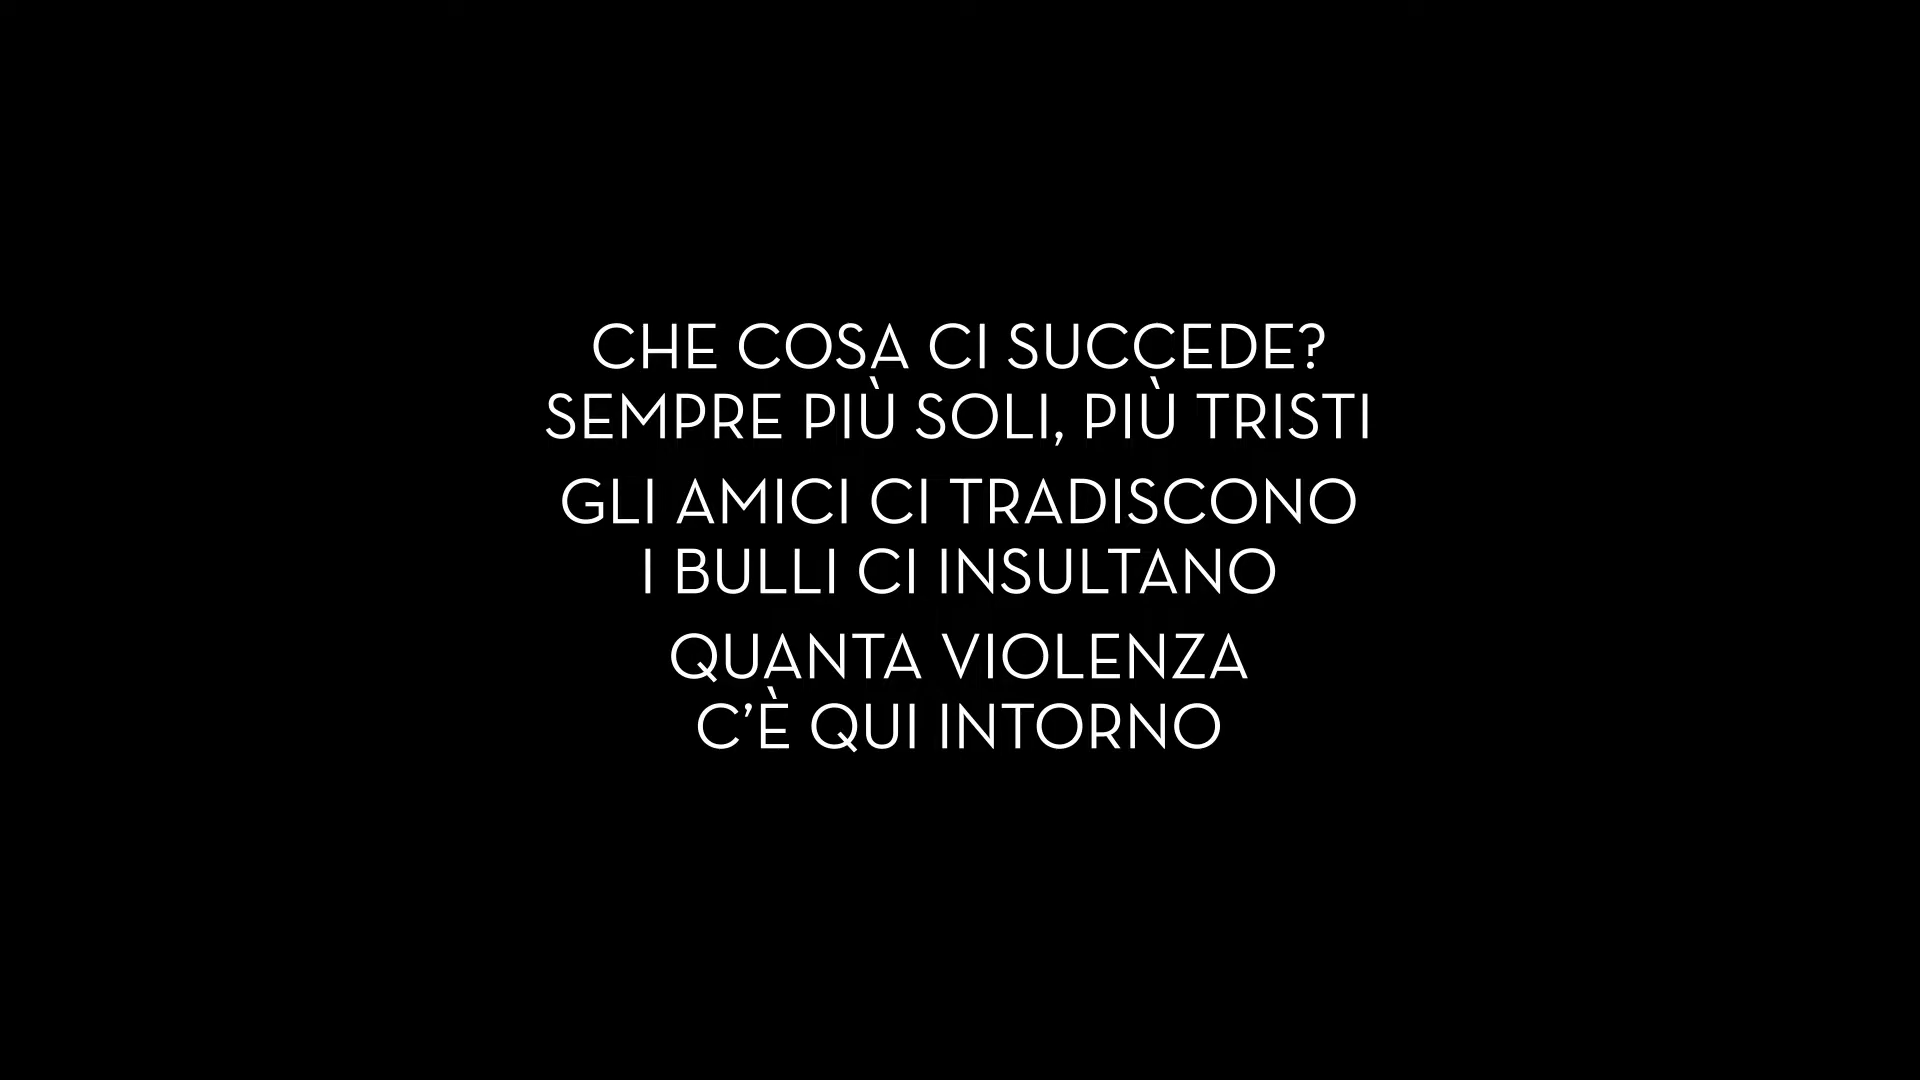 CHE COSA CI SUCCEDE?
SEMPRE PIÙ SOLI, PIÙ TRISTI
GLI AMICI CI TRADISCONO
I BULLI CI INSULTANO
QUANTA VIOLENZA
C’È QUI INTORNO